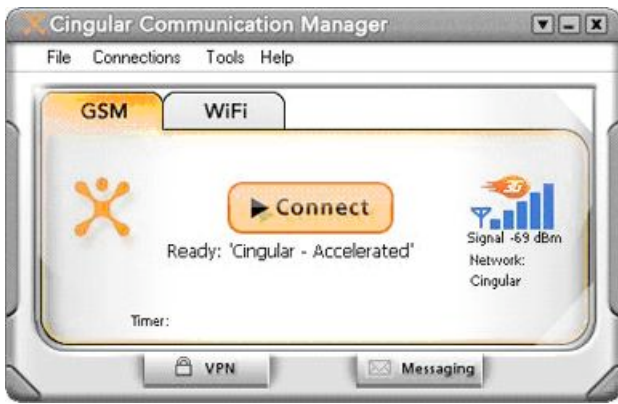 Cingular Communication Manager
File Connections Tools Help
GSM WiFi
Connect
3G
Ready: 'Cingular - Accelerated'
Signal -69 dBm
Network:
Cingular
Timer:
VPN Messaging